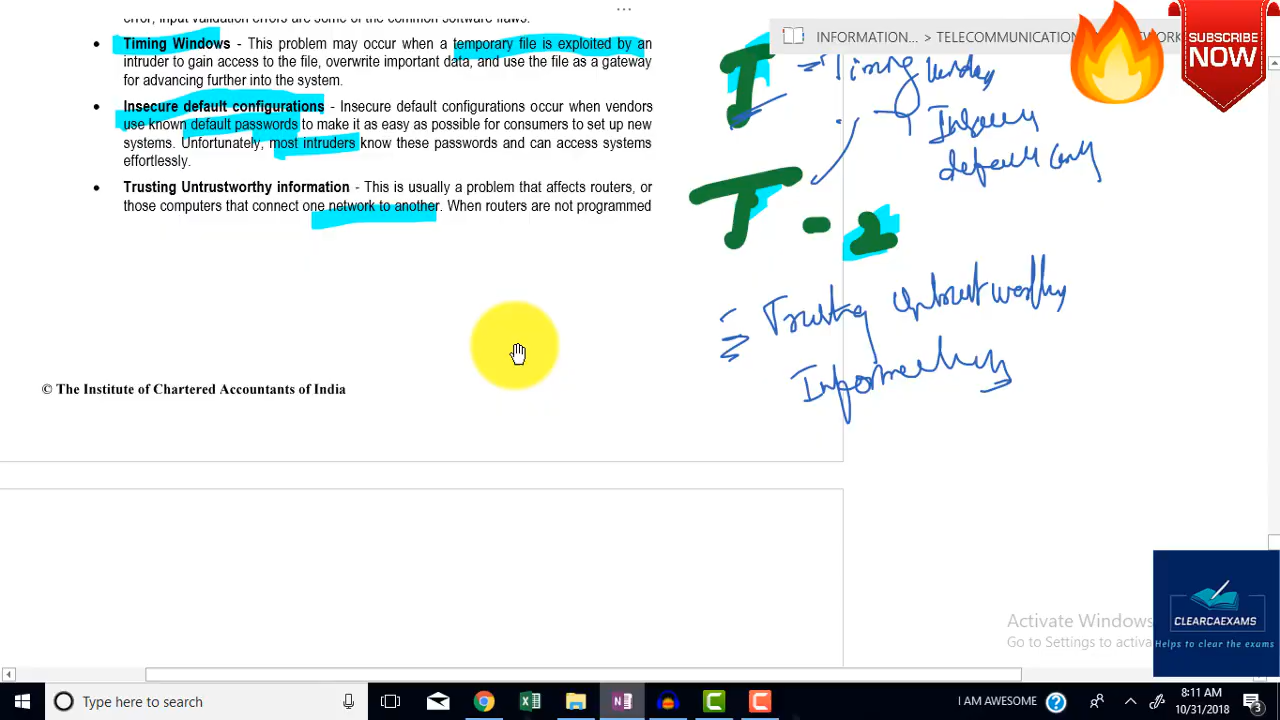 error, input validation errors are some of the common software flaws.
• Timing Windows - This problem may occur when a temporary file is exploited by an
intruder to gain access to the file, overwrite important data, and use the file as a gateway
for advancing further into the system.
• Insecure default configurations - Insecure default configurations occur when vendors
use known default passwords to make it as easy as possible for consumers to set up new
systems. Unfortunately, most intruders know these passwords and can access systems
effortlessly.
• Trusting Untrustworthy information - This is usually a problem that affects routers, or
those computers that connect one network to another. When routers are not programmed
© The Institute of Chartered Accountants of India
INFORMATION... > TELECOMMUNICATION
SUBSCRIBE
NOW
I
Timing
default
T - 2
Trusting Untrustworthy
Activate Windows
Go to Settings to activa
CLEARCAEXAMS
Helps to clear the exams
Type here to search
I AM AWESOME
8:11 AM
10/31/2018
3